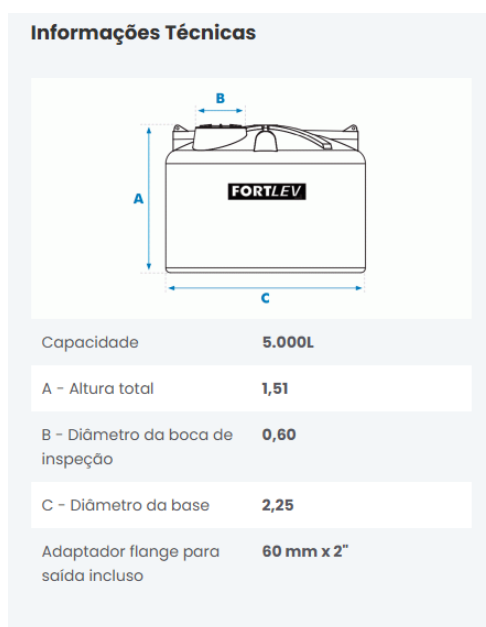 Informações Técnicas
B
A
FORTLEV
C
Capacidade 5.000L
A - Altura total 1,51
B - Diâmetro da boca de 0,60
inspeção
C - Diâmetro da base 2,25
Adaptador flange para 60 mm x 2"
saída incluso